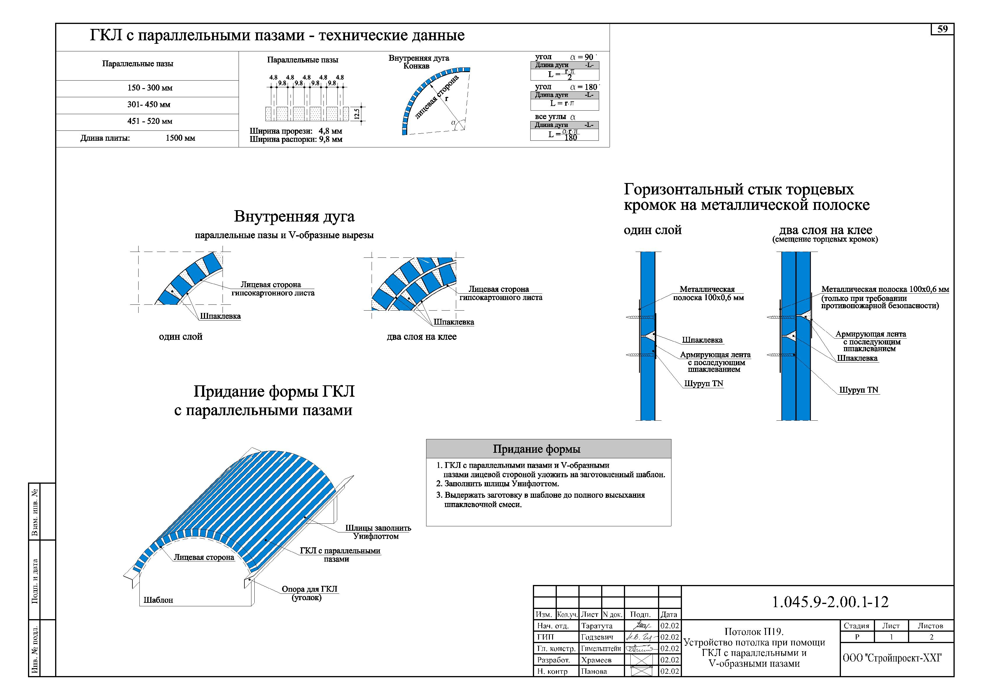 59
ГКЛ с параллельными пазами - технические данные
Параллельные пазы
150 - 300 мм
301- 450 мм
451 - 520 мм
Длина плиты: 1500 мм
Параллельные пазы
4.8 4.8 4.8 4.8 4.8
9.8 9.8 9.8 9.8
12.5
Ширина прорези: 4,8 мм
Ширина распорки: 9,8 мм
Внутренняя дуга
Конкав
лицевая сторона
r
α
угол α = 90˙
Длина дуги -L-
L = r·π
2
угол α = 180˙
Длина дуги -L-
L = r·π
все углы α
Длина дуги -L-
L = α·r·π
180
Внутренняя дуга
параллельные пазы и V-образные вырезы
Лицевая сторона
гипсокартонного листа
Шпаклевка
один слой
Лицевая сторона
гипсокартонного листа
Шпаклевка
два слоя на клее
Горизонтальный стык торцевых
кромок на металлической полоске
один слой
Металлическая
полоска 100х0,6 мм
Шпаклевка
Армирующая лента
с последующим
шпаклеванием
Шуруп TN
два слоя на клее
(смещение торцевых кромок)
Металлическая полоска 100х0,6 мм
(только при требовании
противопожарной безопасности)
Армирующая лента
с последующим
шпаклеванием
Шпаклевка
Шуруп TN
Придание формы ГКЛ
с параллельными пазами
Шлицы заполнить
Унифлоттом
ГКЛ с параллельными
пазами
Лицевая сторона
Опора для ГКЛ
(уголок)
Шаблон
Придание формы
1. ГКЛ с параллельными пазами и V-образными
пазами лицевой стороной уложить на заготовленный шаблон.
2. Заполнить шлицы Унифлоттом.
3. Выдержать заготовку в шаблоне до полного высыхания
шпаклевочной смеси.
Взам. инв. №
Подп. и дата
Инв. № подл.
1.045.9-2.00.1-12
Изм. Кол.уч. Лист N док. Подп. Дата
Нач. отд. Таратута 02.02
ГИП Годзевич 02.02
Гл. констр. Гимельштейн 02.02
Разработ. Храмеев 02.02
Н. контр Панова 02.02
Потолок П19.
Устройство потолка при помощи
ГКЛ с параллельными и
V-образными пазами
Стадия Лист Листов
Р 1 2
ООО "Стройпроект-XXI"